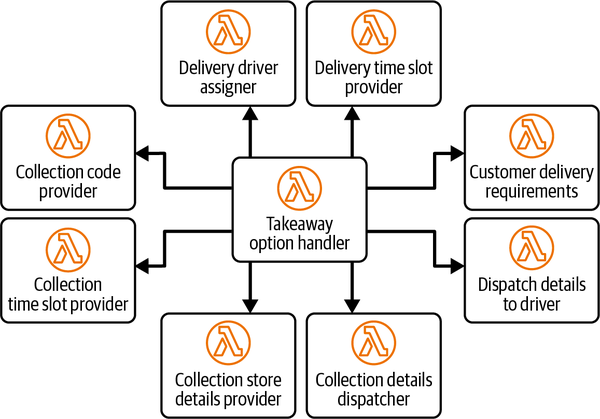 Delivery driver
assigner
Delivery time slot
provider
Collection code
provider
Customer delivery
requirements
Takeaway
option handler
Collection
time slot provider
Dispatch details
to driver
Collection store
details provider
Collection details
dispatcher